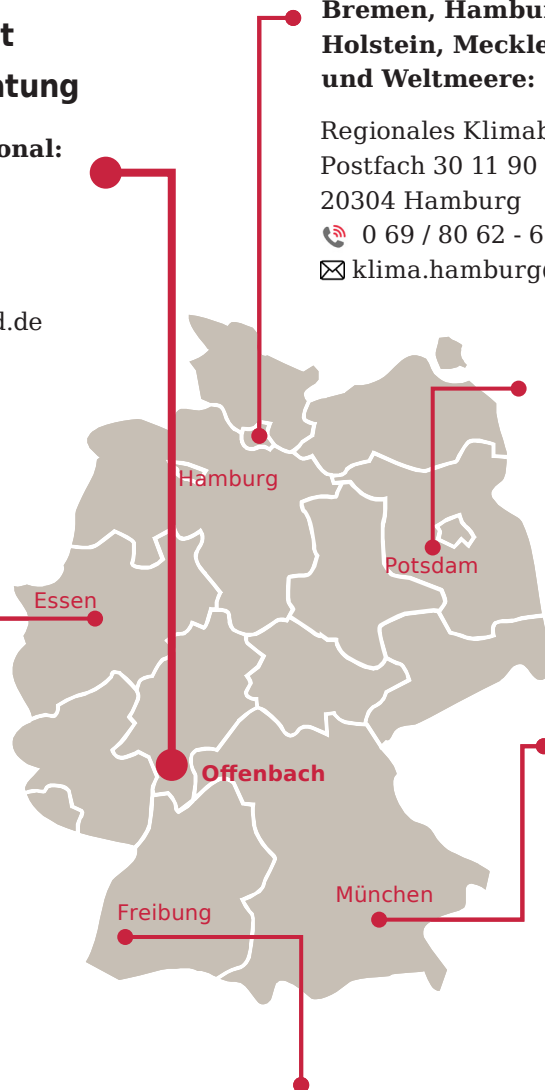 t
tung
onal:
d.de
Bremen, Hambu
Holstein, Meckle
und Weltmeere:
Regionales Klimab
Postfach 30 11 90
20304 Hamburg
0 69 / 80 62 - 6
klima.hamburg
Hamburg
Potsdam
Essen
Offenbach
München
Freibung